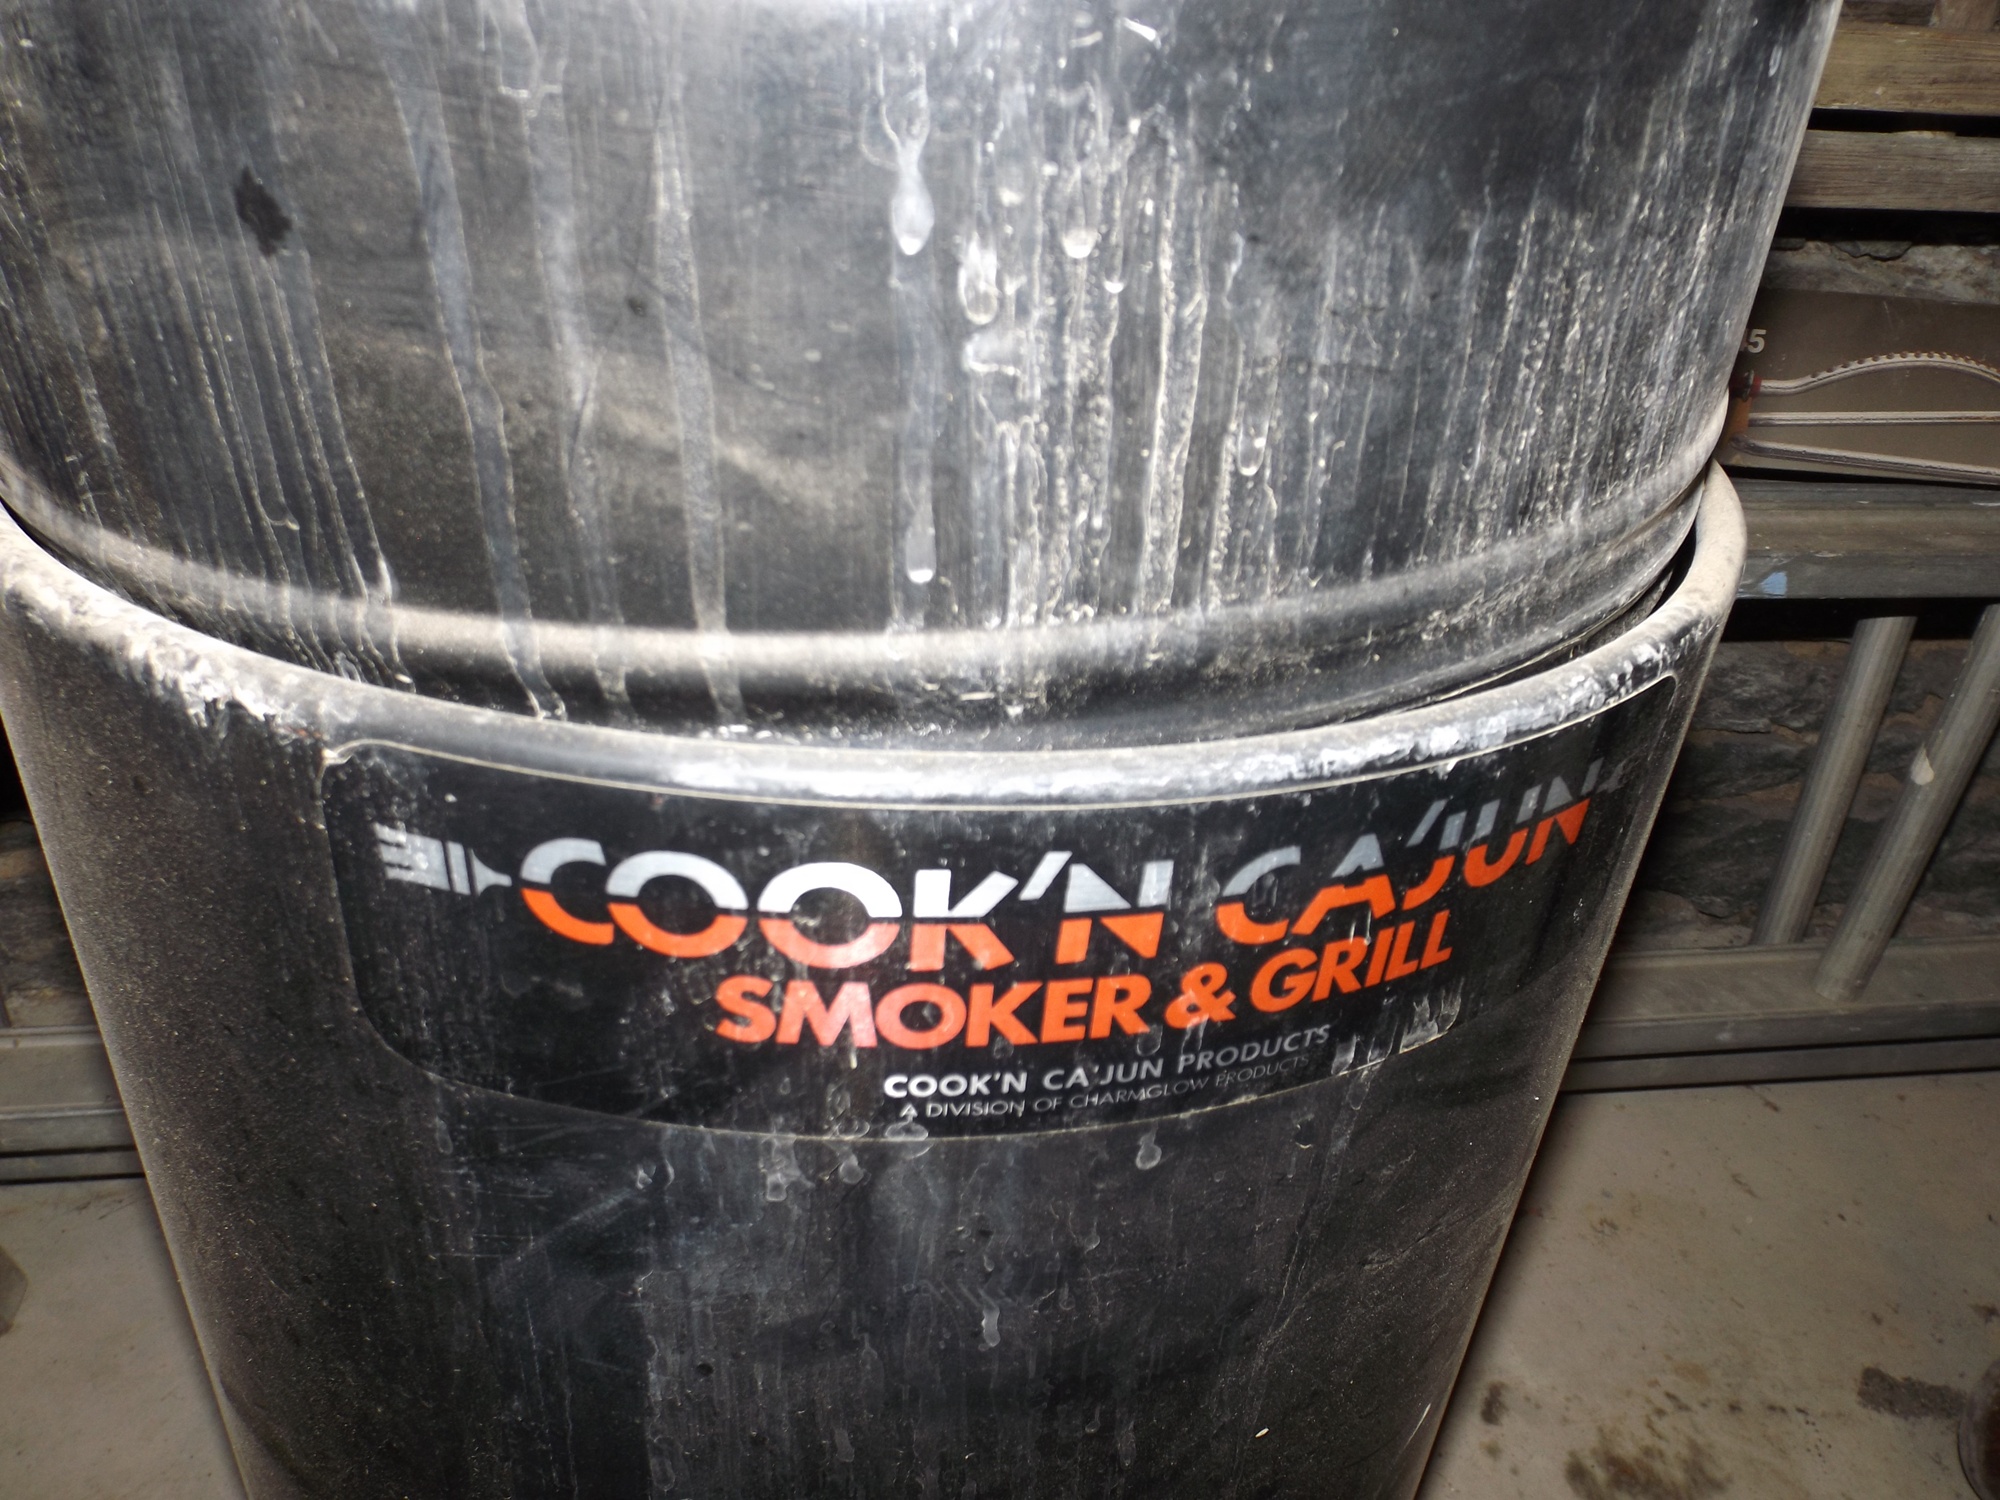 COOK'N CA'JUN
SMOKER & GRILL
COOK'N CA'JUN PRODUCTS
A DIVISION OF CHARMGLOW PRODUCTS